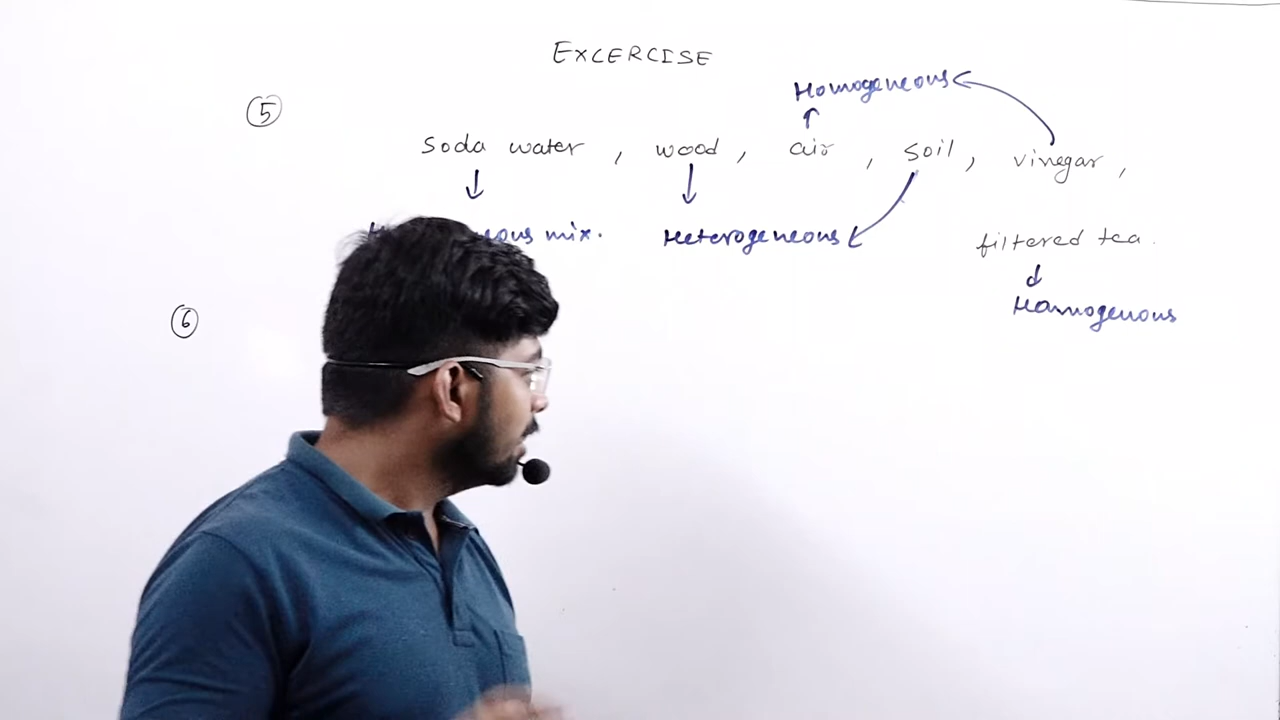 EXCERCISE
Homogeneous
5
Soda water , wood , air , soil , vinegar ,
mix. Heterogeneous filtered tea.
6
Homogenous